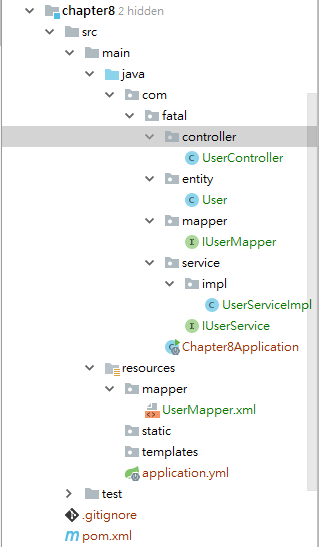 chapter8 2 hidden
src
main
java
com
fatal
controller
UserController
entity
User
mapper
IUserMapper
service
impl
UserServiceImpl
IUserService
Chapter8Application
resources
mapper
UserMapper.xml
static
templates
application.yml
test
.gitignore
pom.xml